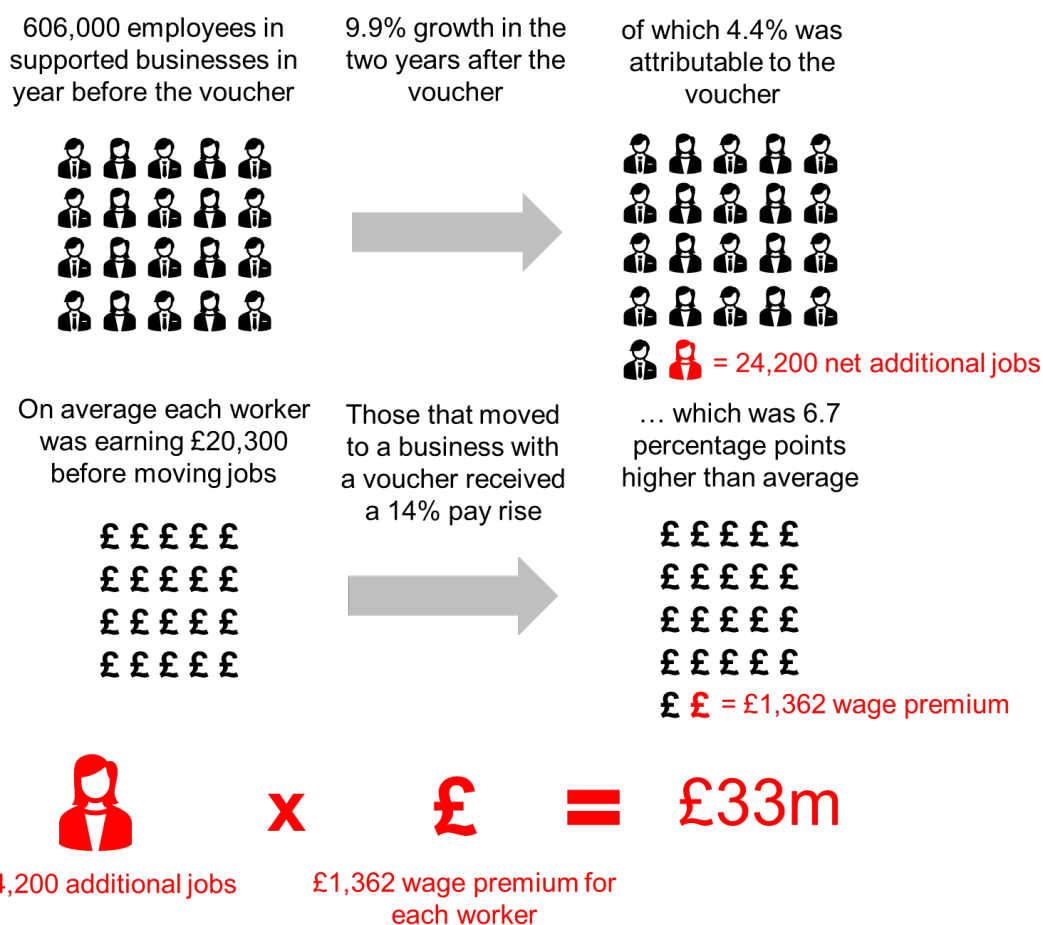 606,000 employees in
supported businesses in
year before the voucher
9.9% growth in the
two years after the
voucher
of which 4.4% was
attributable to the
voucher
= 24,200 net additional jobs
On average each worker
was earning £20,300
before moving jobs
Those that moved
to a business with
a voucher received
a 14% pay rise
… which was 6.7
percentage points
higher than average
£ £ £ £ £
£ £ £ £ £
£ £ £ £ £
£ £ £ £ £
£ £ £ £ £
£ £ £ £ £
£ £ £ £ £
£ £ £ £ £
£ £ = £1,362 wage premium
x £ = £33m
4,200 additional jobs
£1,362 wage premium for
each worker